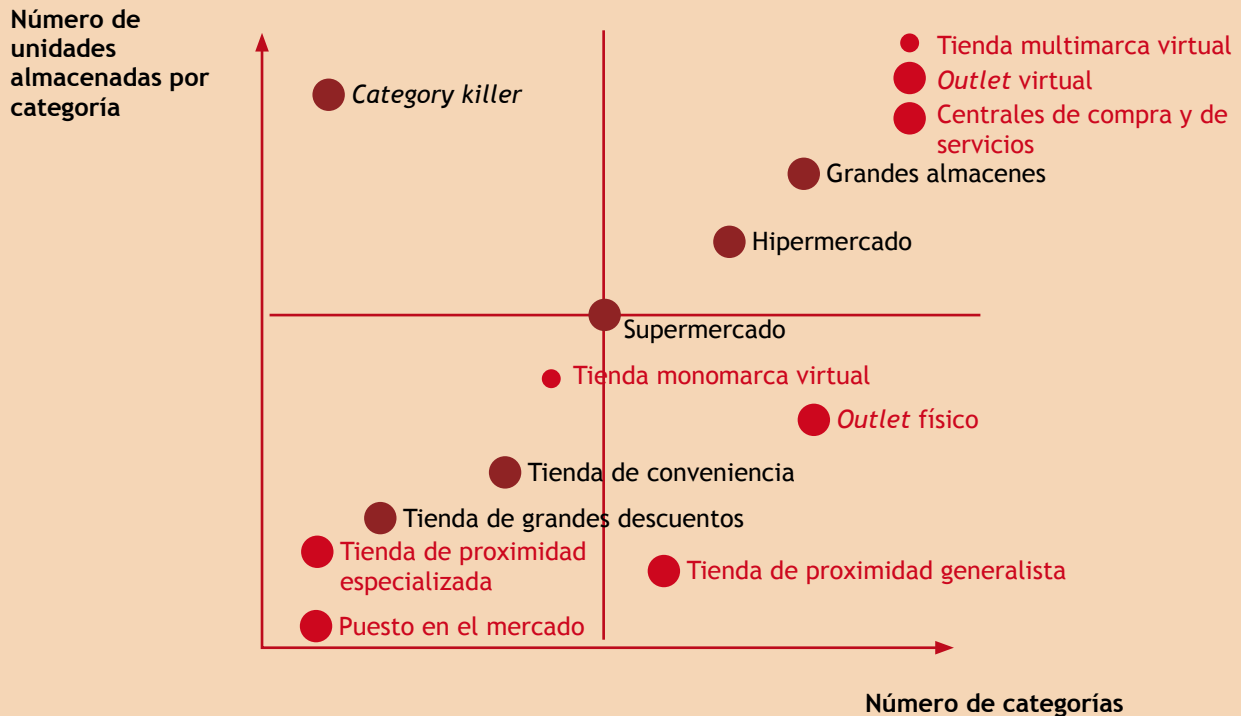 Número de
unidades
almacenadas por
categoría
Category killer
Tienda multimarca virtual
Outlet virtual
Centrales de compra y de
servicios
Grandes almacenes
Hipermercado
Supermercado
Tienda monomarca virtual
Outlet físico
Tienda de conveniencia
Tienda de grandes descuentos
Tienda de proximidad
especializada
Tienda de proximidad generalista
Puesto en el mercado
Número de categorías